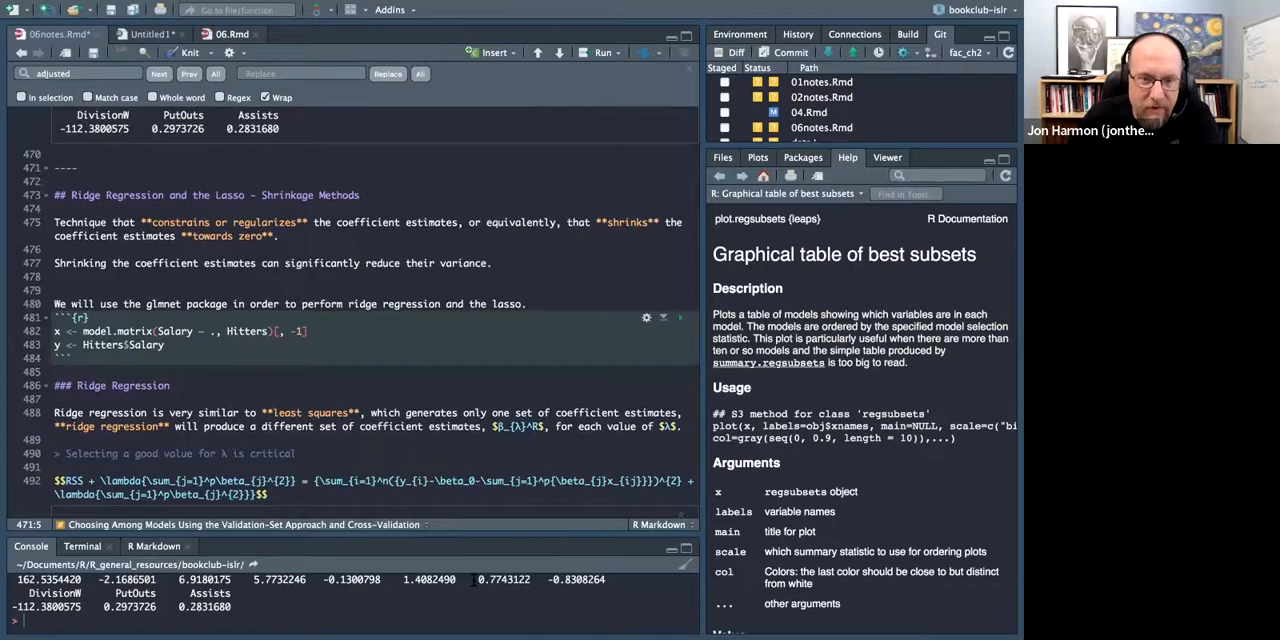 Go to file/function
Addins
bookclub-islr
06notes.Rmd*
Untitled1*
06.Rmd
Knit
Insert
Run
adjusted
Next
Prev
All
Replace
Replace
All
In selection
Match case
Whole word
Regex
Wrap
DivisionW PutOuts Assists
-112.3800575 0.2973726 0.2831680
470
471 ----
472
473 ## Ridge Regression and the Lasso - Shrinkage Methods
474
475 Technique that **constrains or regularizes** the coefficient estimates, or equivalently, that **shrinks** the
coefficient estimates **towards zero**.
476
477 Shrinking the coefficient estimates can significantly reduce their variance.
478
479
480 We will use the glmnet package in order to perform ridge regression and the lasso.
481 ```{r}
482 x <- model.matrix(Salary ~ ., Hitters)[, -1]
483 y <- Hitters$Salary
484 ```
485
486 ### Ridge Regression
487
488 Ridge regression is very similar to **least squares**, which generates only one set of coefficient estimates,
**ridge regression** will produce a different set of coefficient estimates, $β_{λ}^R$, for each value of $λ$.
489
490 > Selecting a good value for λ is critical
491
492 $$RSS + \lambda{\sum_{j=1}^p\beta_{j}^{2}} = {\sum_{i=1}^n({y_{i}-\beta_0-\sum_{j=1}^p{\beta_{j}x_{ij}}})^{2} +
\lambda{\sum_{j=1}^p\beta_{j}^{2}}}$$
471:5
Choosing Among Models Using the Validation-Set Approach and Cross-Validation
R Markdown
Console
Terminal
R Markdown
~/Documents/R/R_general_resources/bookclub-islr/
162.5354420 -2.1686501 6.9180175 5.7732246 -0.1300798 1.4082490 0.7743122 -0.8308264
DivisionW PutOuts Assists
-112.3800575 0.2973726 0.2831680
>
Environment
History
Connections
Build
Git
Diff
Commit
fac_ch2
Staged Status Path
01notes.Rmd
02notes.Rmd
M 04.Rmd
06notes.Rmd
Files
Plots
Packages
Help
Viewer
R: Graphical table of best subsets
Find in Topic
plot.regsubsets {leaps}
R Documentation
Graphical table of best subsets
Description
Plots a table of models showing which variables are in each
model. The models are ordered by the specified model selection
statistic. This plot is particularly useful when there are more than
ten or so models and the simple table produced by
summary.regsubsets is too big to read.
Usage
## S3 method for class 'regsubsets'
plot(x, labels=obj$xnames, main=NULL, scale=c("bi
col=gray(seq(0, 0.9, length = 10)),...)
Arguments
x regsubsets object
labels variable names
main title for plot
scale which summary statistic to use for ordering plots
col Colors: the last color should be close to but distinct
from white
... other arguments
Jon Harmon (jonthe...